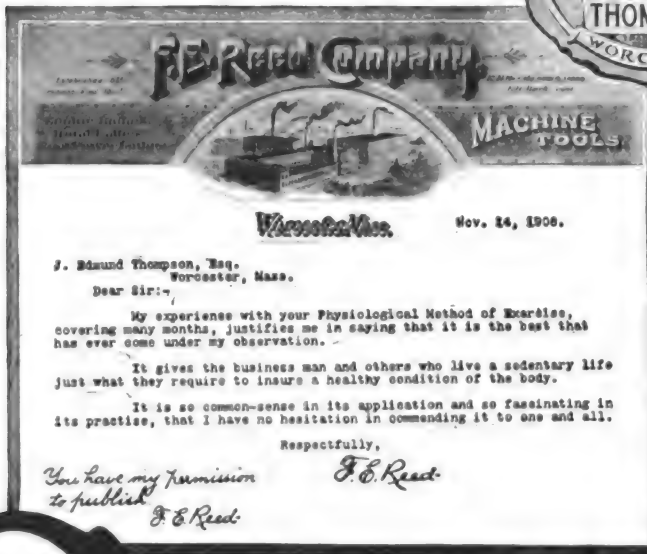 THOM
WORC
F.E. Reed Company.
MACHINE
TOOLS
Worcester, Mass.
Nov. 14, 1908.
J. Edmund Thompson, Esq.
Worcester, Mass.
Dear Sir:-
My experience with your Physiological Method of Exercise,
covering many months, justifies me in saying that it is the best that
has ever come under my observation.
It gives the business man and others who live a sedentary life
just what they require to insure a healthy condition of the body.
It is so common-sense in its application and so fascinating in
its practise, that I have no hesitation in commending it to one and all.
Respectfully,
F. E. Reed
You have my permission
to publish
F. E. Reed